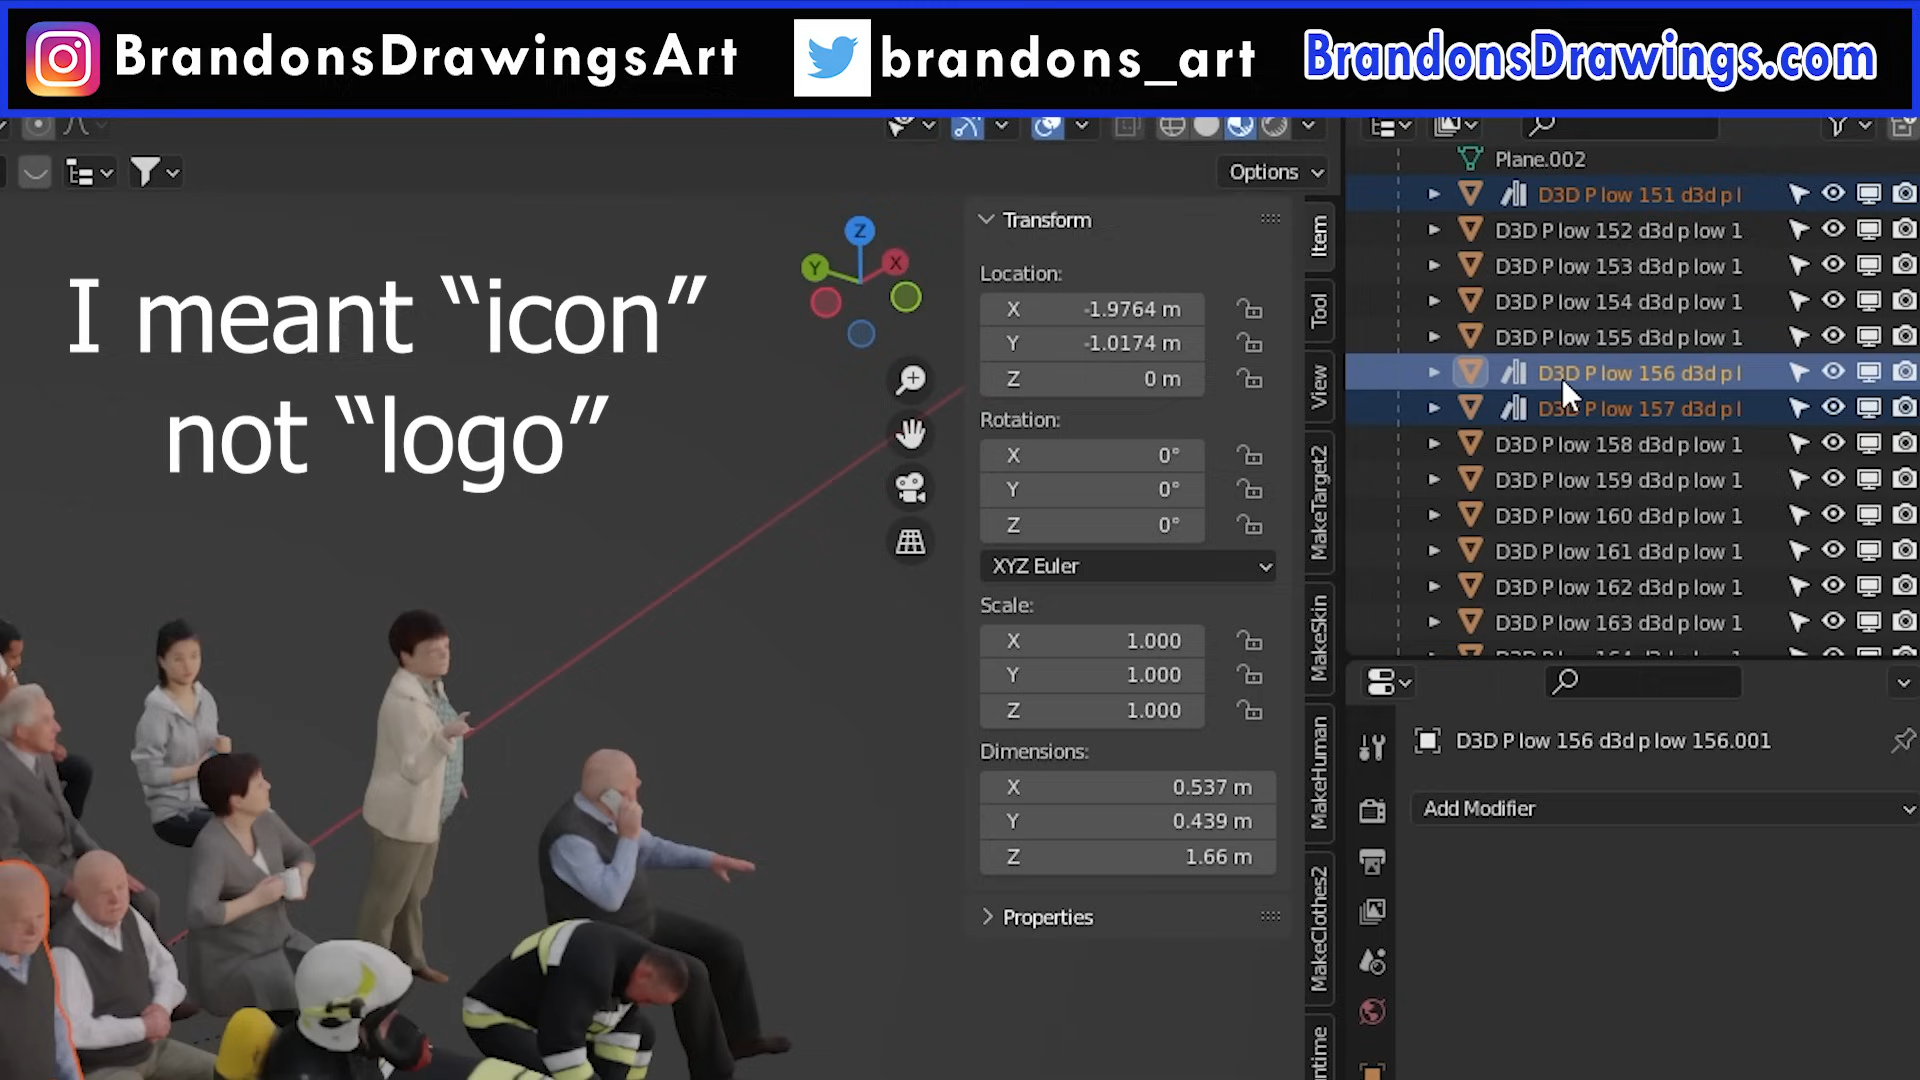 BrandonsDrawingsArt
brandons_art
BrandonsDrawings.com
Options
I meant “icon”
not “logo”
Z
Y
X
Transform
Location:
X -1.9764 m
Y -1.0174 m
Z 0 m
Rotation:
X 0°
Y 0°
Z 0°
XYZ Euler
Scale:
X 1.000
Y 1.000
Z 1.000
Dimensions:
X 0.537 m
Y 0.439 m
Z 1.66 m
Properties
Item
Tool
View
MakeTarget2
MakeSkin
MakeHuman
MakeClothes2
Plane.002
D3D P low 151 d3d p l
D3D P low 152 d3d p low 1
D3D P low 153 d3d p low 1
D3D P low 154 d3d p low 1
D3D P low 155 d3d p low 1
D3D P low 156 d3d p l
D3D P low 157 d3d p l
D3D P low 158 d3d p low 1
D3D P low 159 d3d p low 1
D3D P low 160 d3d p low 1
D3D P low 161 d3d p low 1
D3D P low 162 d3d p low 1
D3D P low 163 d3d p low 1
D3D P low 156 d3d p low 156.001
Add Modifier